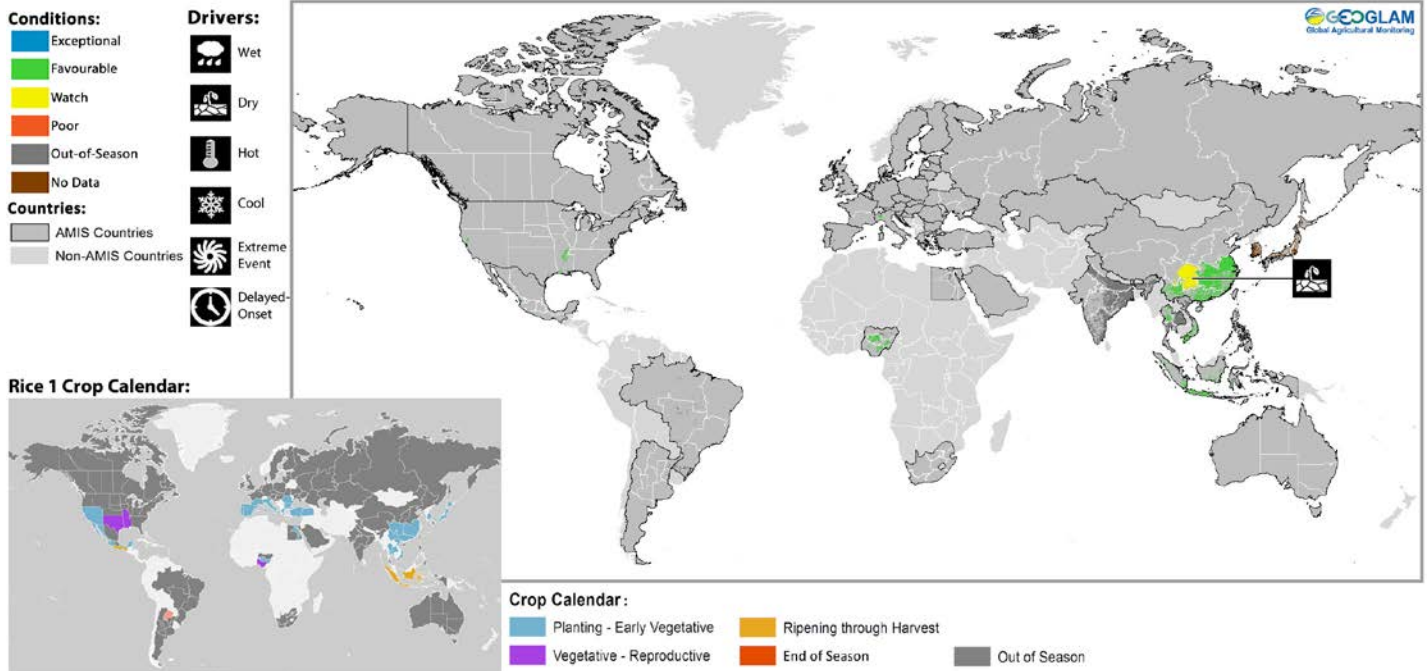 Conditions:
Exceptional
Favourable
Watch
Poor
Out-of-Season
No Data
Countries:
AMIS Countries
Non-AMIS Countries
Drivers:
Wet
Dry
Hot
Cool
Extreme
Event
Delayed-
Onset
GEOGLAM
Global Agricultural Monitoring
Rice 1 Crop Calendar:
Crop Calendar :
Planting - Early Vegetative
Ripening through Harvest
Vegetative - Reproductive
End of Season
Out of Season